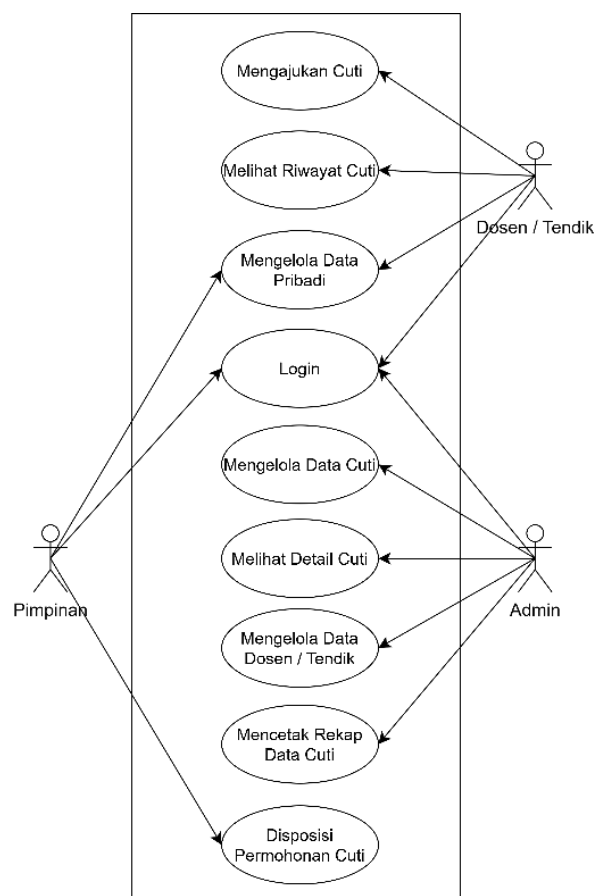 Mengajukan Cuti
Melihat Riwayat Cuti
Dosen / Tendik
Mengelola Data
Pribadi
Login
Mengelola Data Cuti
Melihat Detail Cuti
Pimpinan
Admin
Mengelola Data
Dosen / Tendik
Mencetak Rekap
Data Cuti
Disposisi
Permohonan Cuti